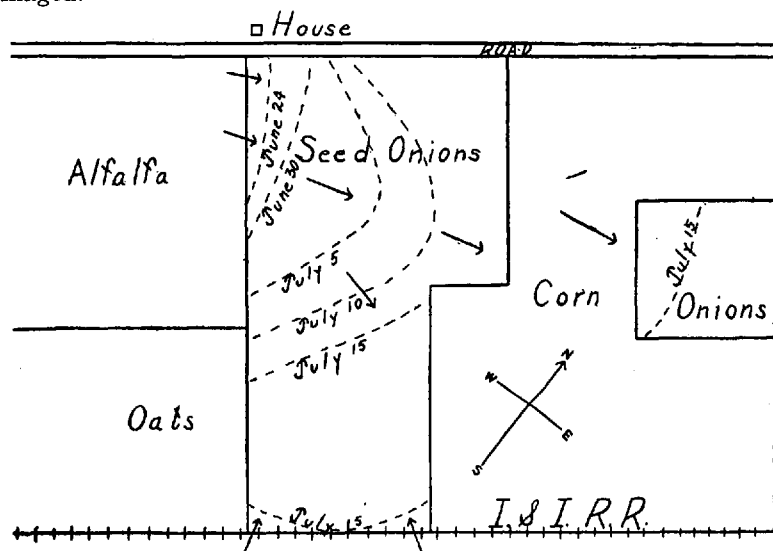 House
ROAD
June 24
June 30
Seed Onions
Alfalfa
July 5
July 10
July 15
July 15
Corn
Onions
Oats
N
W
E
S
July 15
I. & I. R. R.